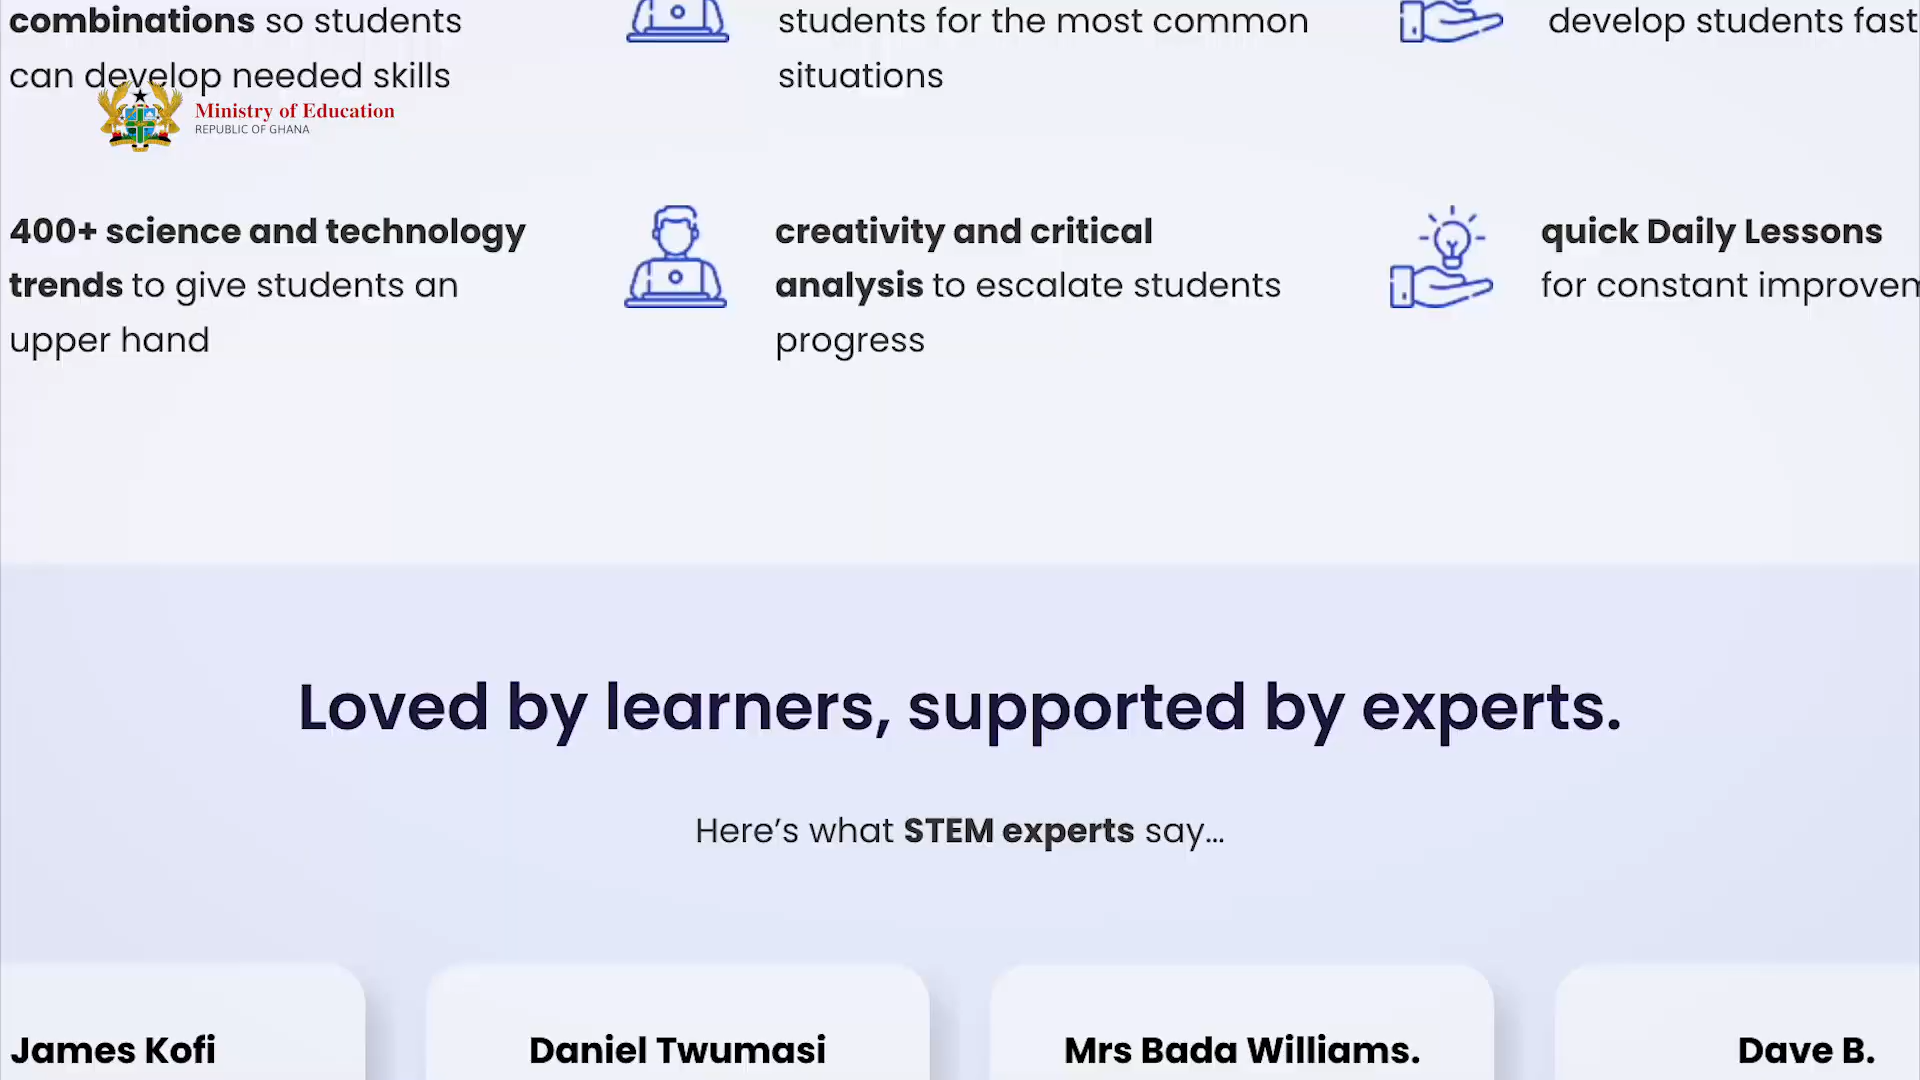 combinations so students
can develop needed skills
students for the most common
situations
develop students fast
Ministry of Education
REPUBLIC OF GHANA
400+ science and technology
trends to give students an
upper hand
creativity and critical
analysis to escalate students
progress
quick Daily Lessons
for constant
Loved by learners, supported by experts.
Here’s what STEM experts say…
James Kofi
Daniel Twumasi
Mrs Bada Williams.
Dave B.